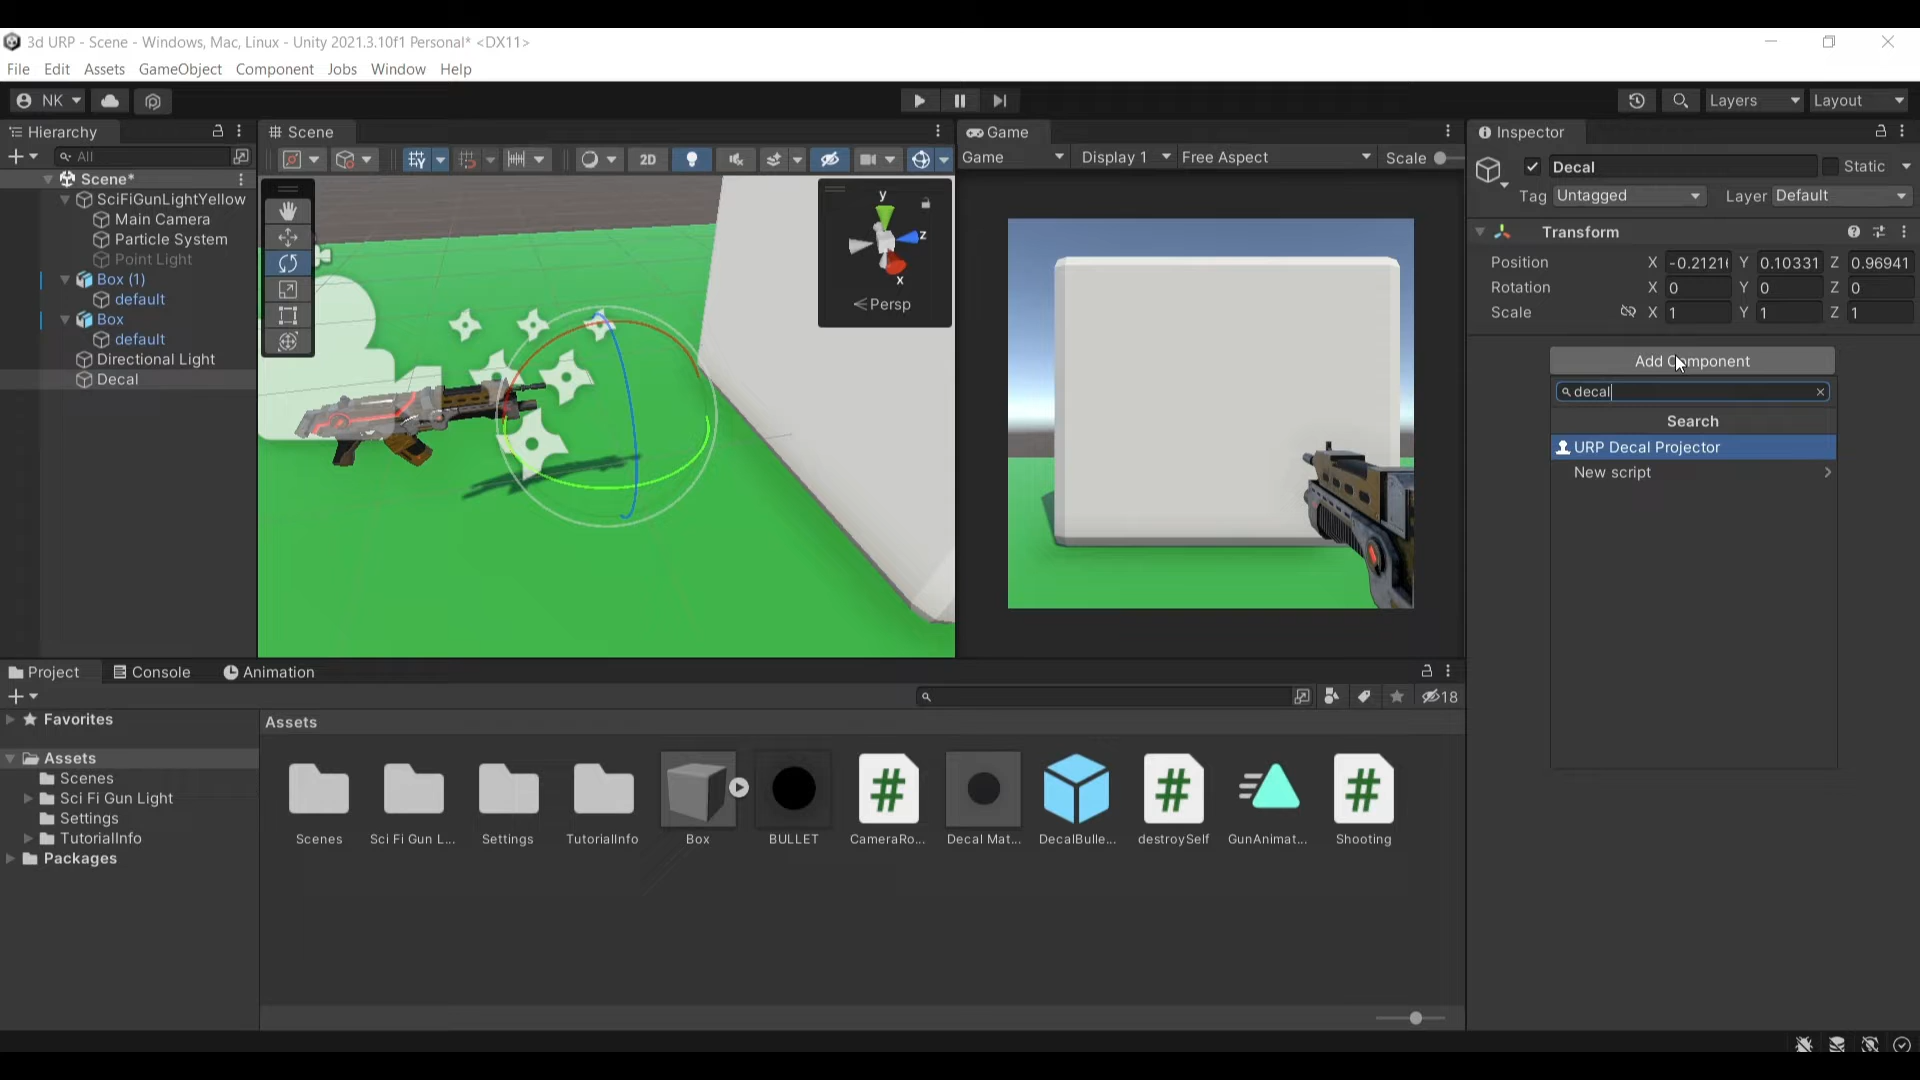 3d URP - Scene - Windows, Mac, Linux - Unity 2021.3.10f1 Personal* <DX11>
File Edit Assets GameObject Component Jobs Window Help
NK Layers Layout
Hierarchy
All
Scene*
SciFiGunLightYellow
Main Camera
Particle System
Point Light
Box (1)
default
Box
default
Directional Light
Decal
Scene
2D
y
z
x
Persp
Game
Game Display 1 Free Aspect Scale
Inspector
Decal Static
Tag Untagged Layer Default
Transform
Position X -0.2121 Y 0.10331 Z 0.96941
Rotation X 0 Y 0 Z 0
Scale X 1 Y 1 Z 1
Add Component
decal
Search
URP Decal Projector
New script
Project Console Animation
18
Favorites
Assets
Scenes
Sci Fi Gun Light
Settings
TutorialInfo
Packages
Assets
Scenes Sci Fi Gun L... Settings TutorialInfo Box BULLET CameraRo... Decal Mat... DecalBulle... destroySelf GunAnimat... Shooting